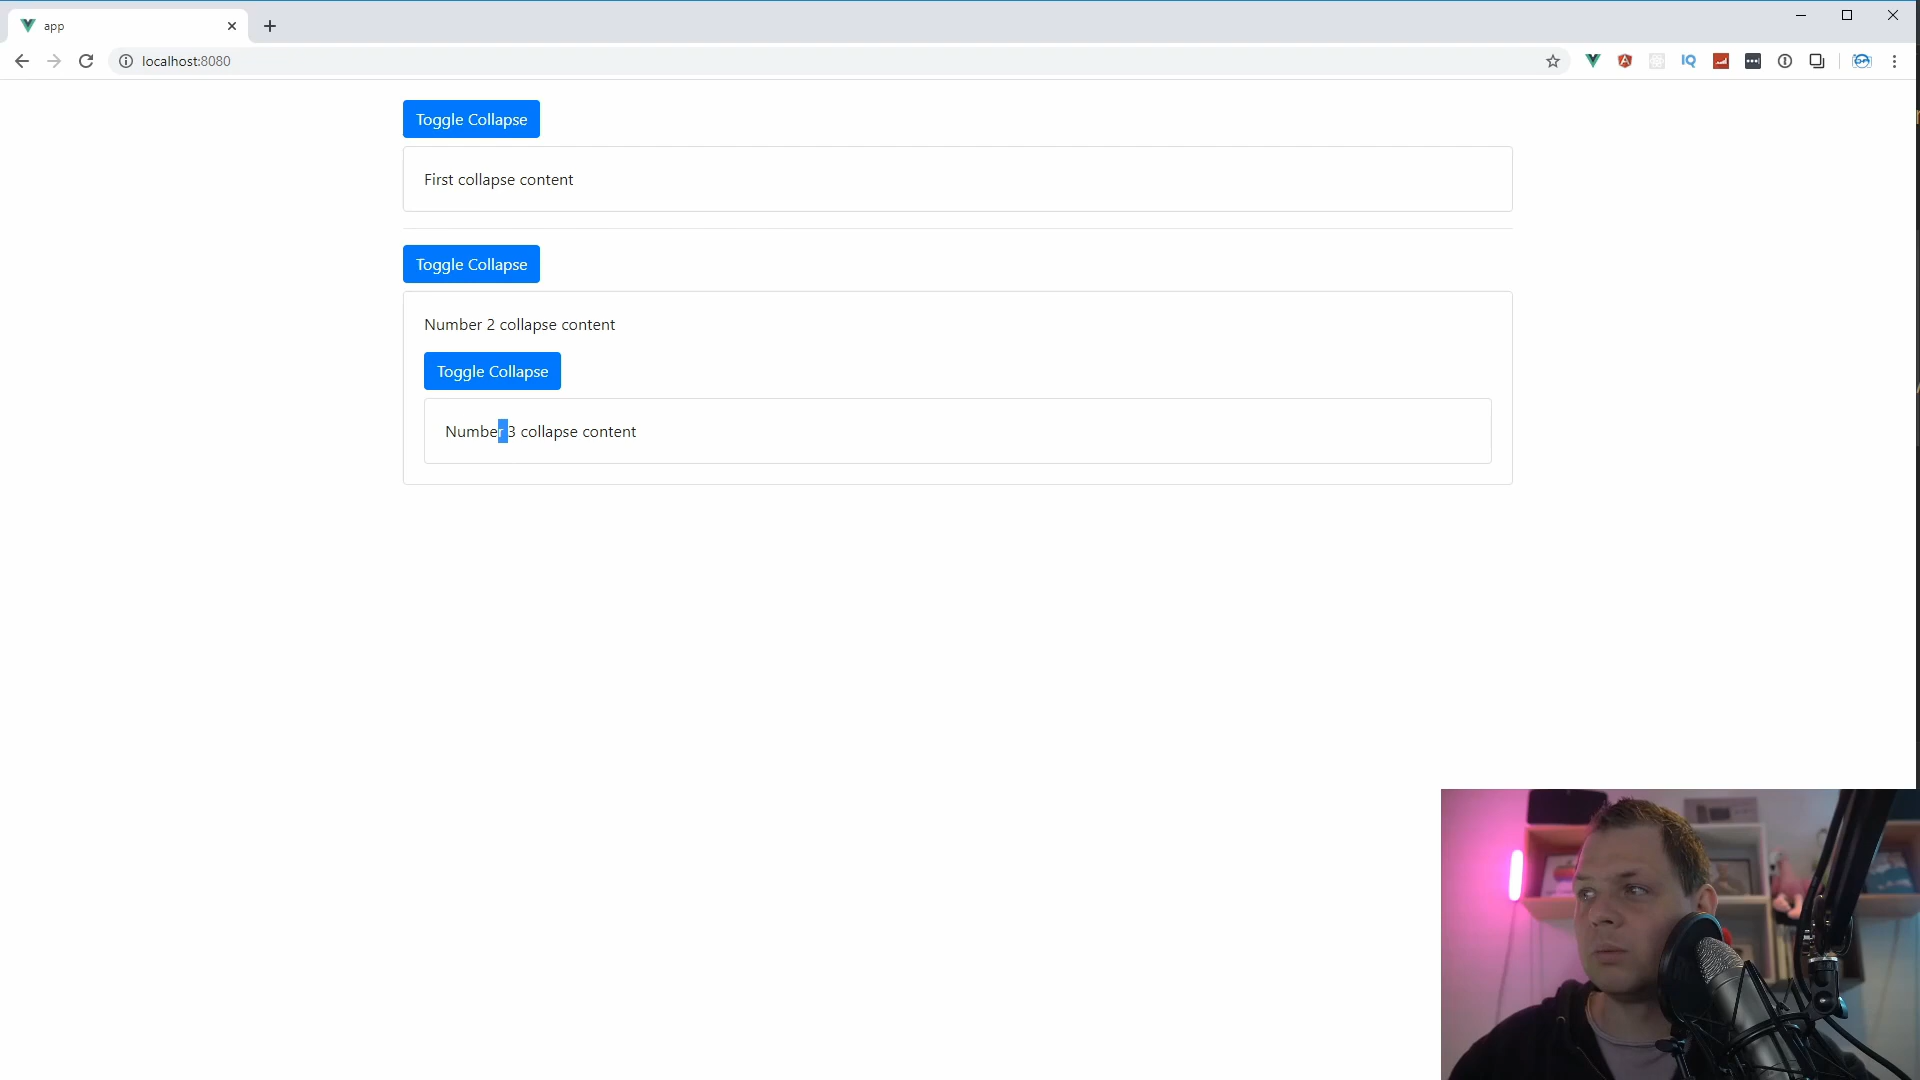 app
localhost:8080
IQ
Toggle Collapse
First collapse content
Toggle Collapse
Number 2 collapse content
Toggle Collapse
Number 3 collapse content